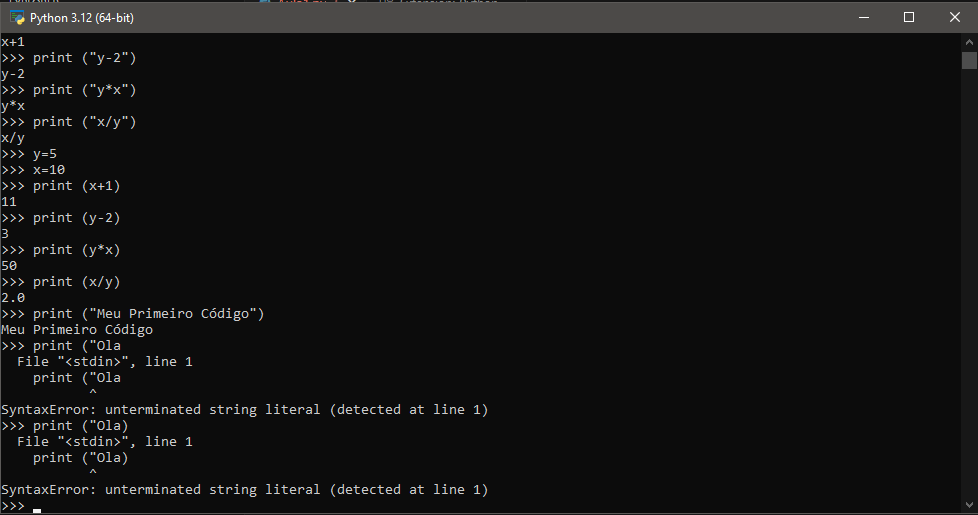 Python 3.12 (64-bit)
x+1
>>> print ("y-2")
y-2
>>> print ("y*x")
y*x
>>> print ("x/y")
x/y
>>> y=5
>>> x=10
>>> print (x+1)
11
>>> print (y-2)
3
>>> print (y*x)
50
>>> print (x/y)
2.0
>>> print ("Meu Primeiro Código")
Meu Primeiro Código
>>> print ("Ola
  File "<stdin>", line 1
    print ("Ola
           ^
SyntaxError: unterminated string literal (detected at line 1)
>>> print ("Ola)
  File "<stdin>", line 1
    print ("Ola)
           ^
SyntaxError: unterminated string literal (detected at line 1)
>>>